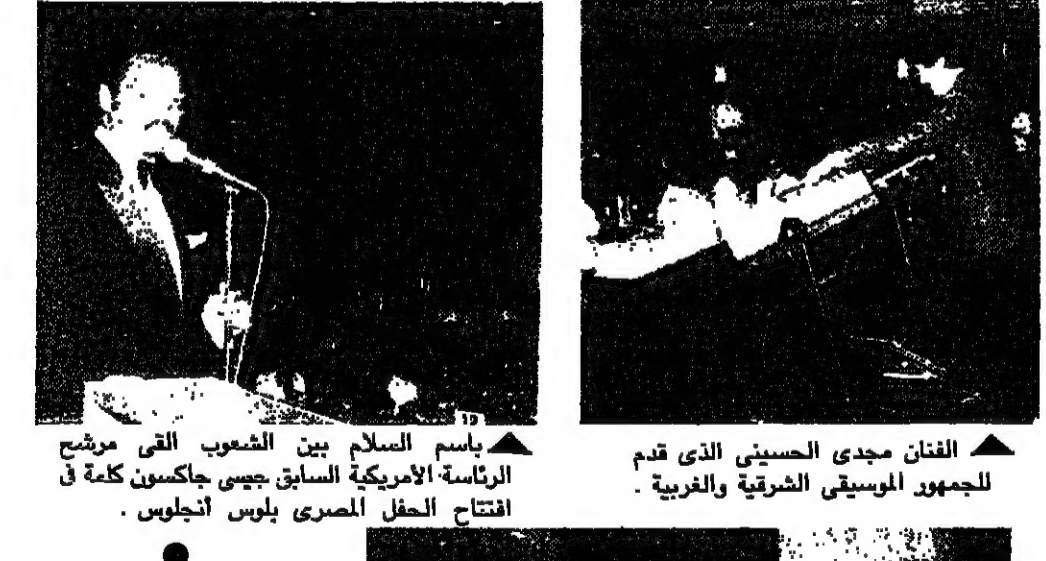 الفنان مجدى الحسينى الذى قدم
للجمهور الموسيقى الشرقية والغربية .
باسم السلام بين الشعوب القى مرشح
الرئاسة الأمريكية السابق جيسى جاكسون كلمة فى
افتتاح الحفل المصرى بلوس أنجلوس .